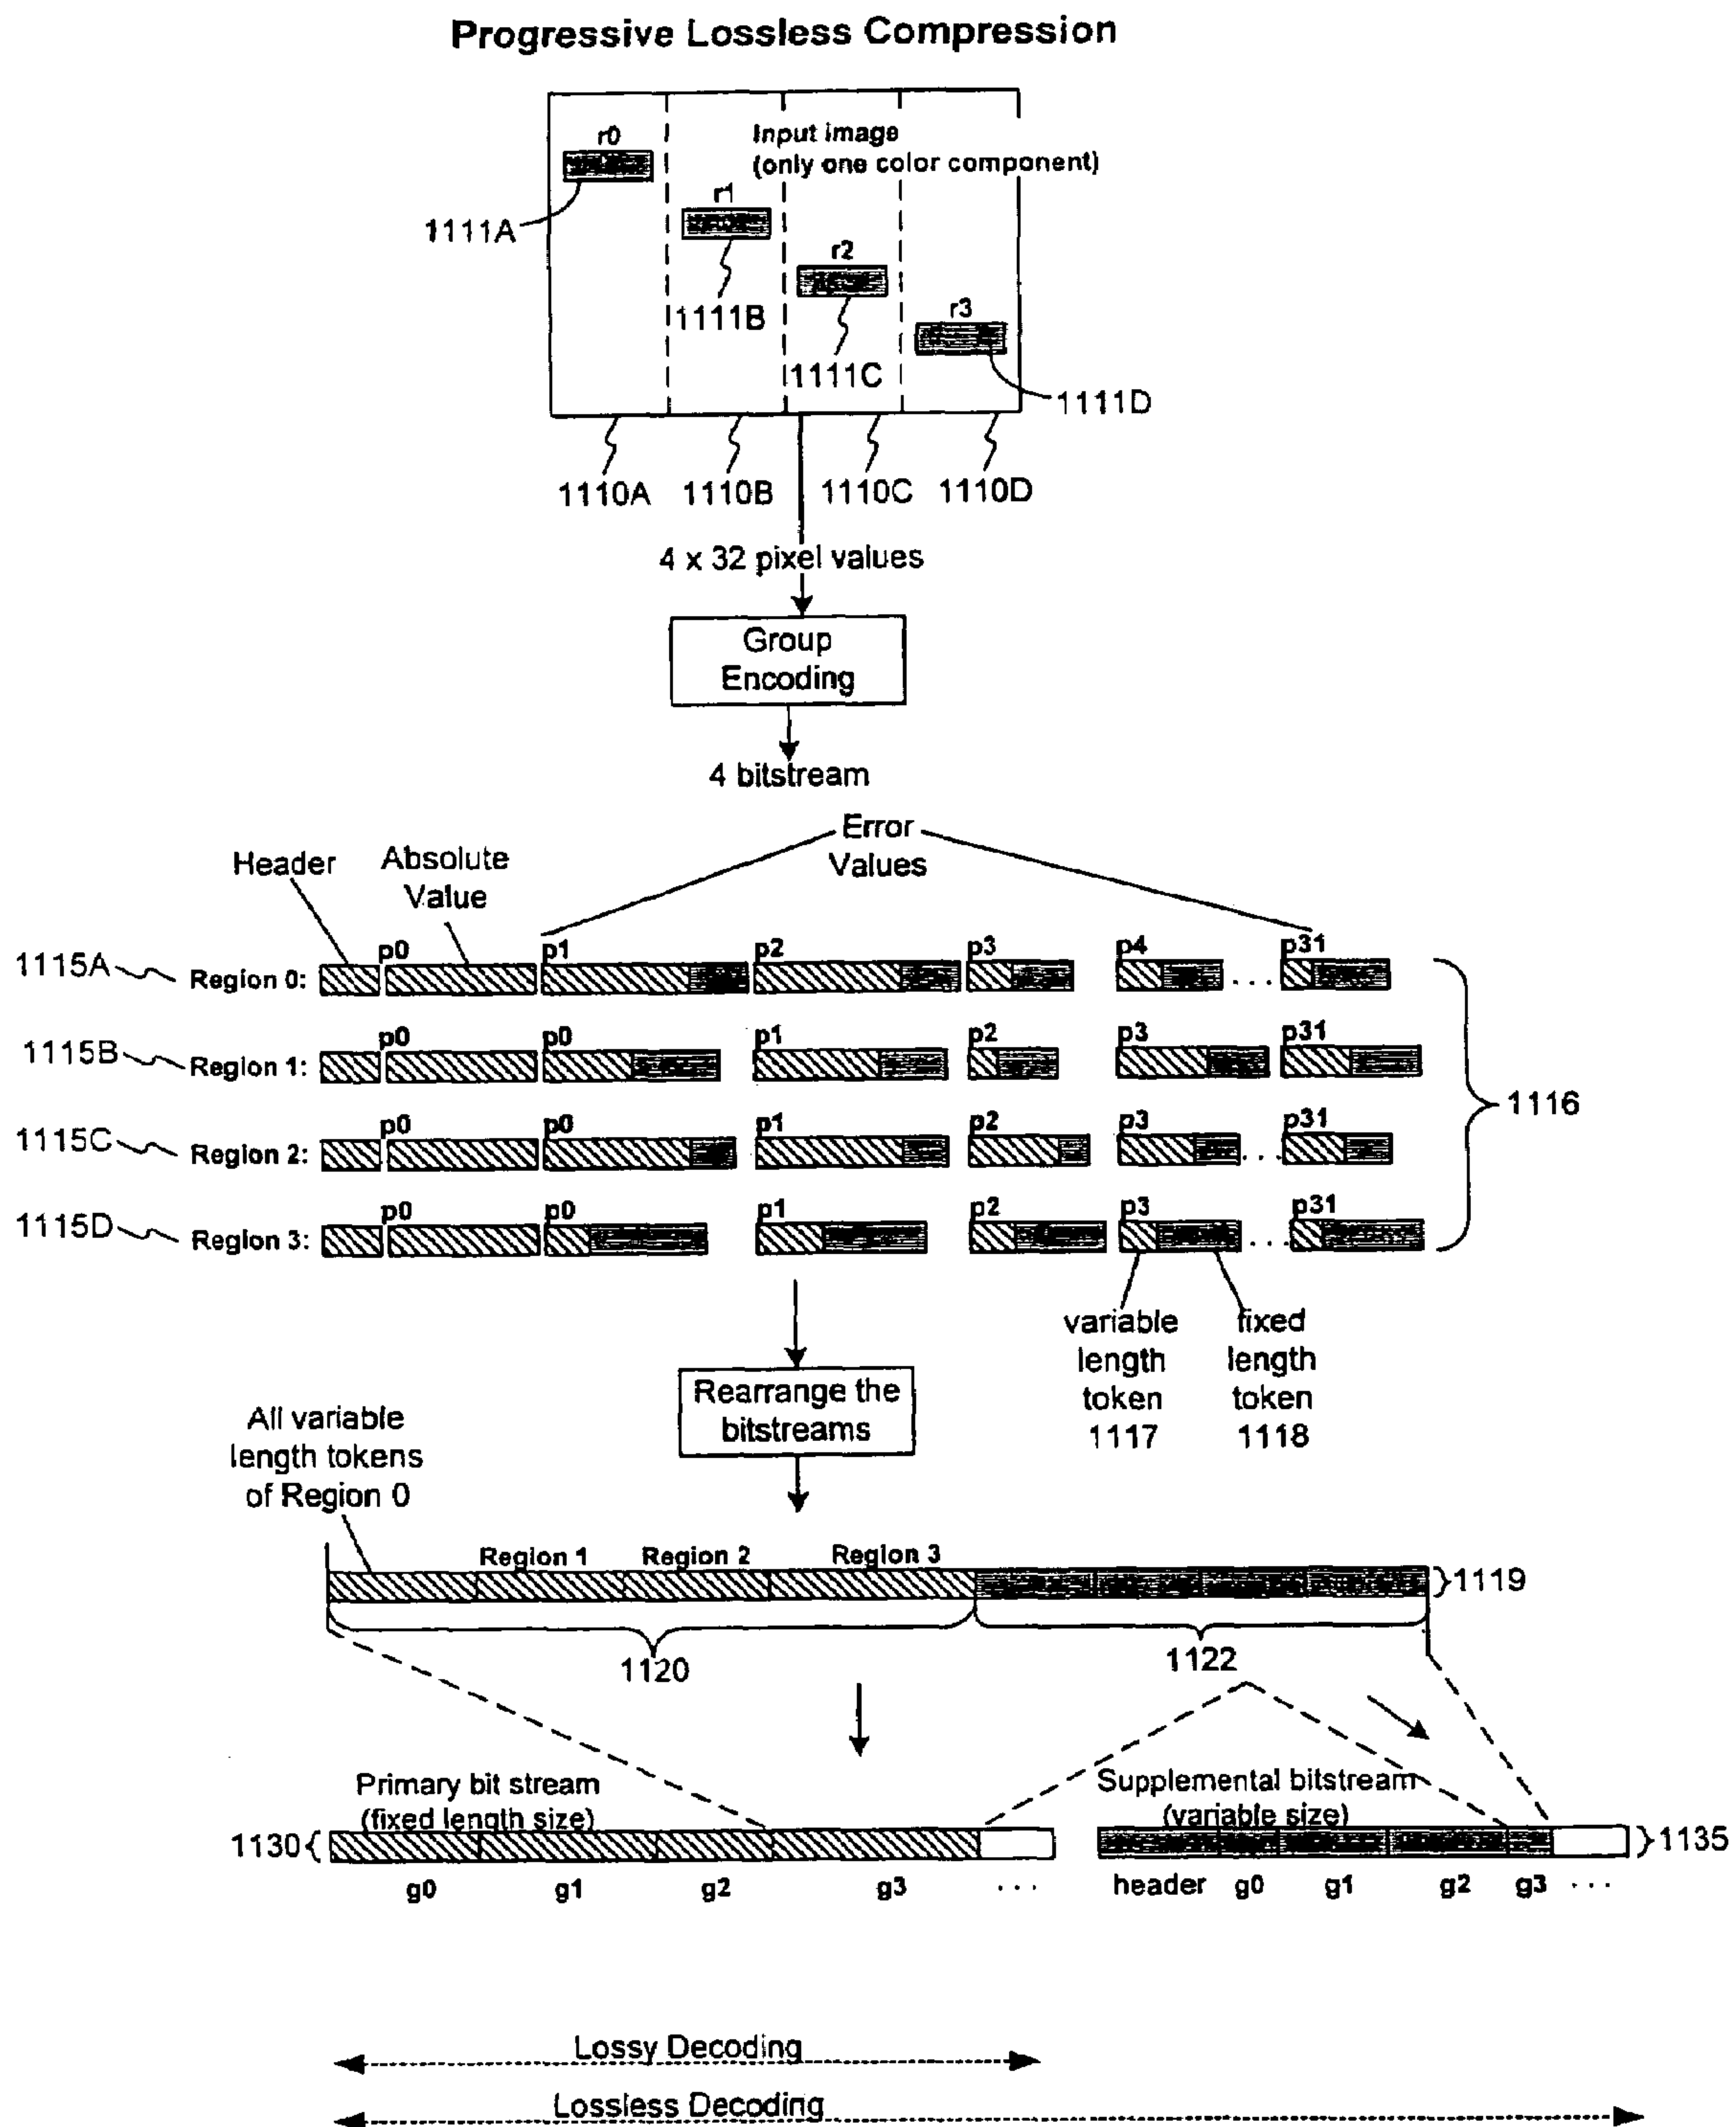 Progressive Lossless Compression
r0
Input image
(only one color component)
r1
1111A
r2
1111B
r3
1111C
1111D
1110A 1110B 1110C 1110D
4 x 32 pixel values
Group
Encoding
4 bitstream
Error
Values
Header
Absolute
Value
p0 p1 p2 p3 p4 p31
1115A Region 0: ...
p0 p0 p1 p2 p3 p31
1115B Region 1:
1116
p0 p0 p1 p2 p3 p31
1115C Region 2: ...
p0 p0 p1 p2 p3 p31
1115D Region 3: ...
variable
length
token
1117
fixed
length
token
1118
Rearrange the
bitstreams
All variable
length tokens
of Region 0
Region 1 Region 2 Region 3
1119
1120
1122
Primary bit stream
(fixed length size)
Supplemental bitstream
(variable size)
1130
1135
g0 g1 g2 g3 ...
header g0 g1 g2 g3 ...
Lossy Decoding
Lossless Decoding